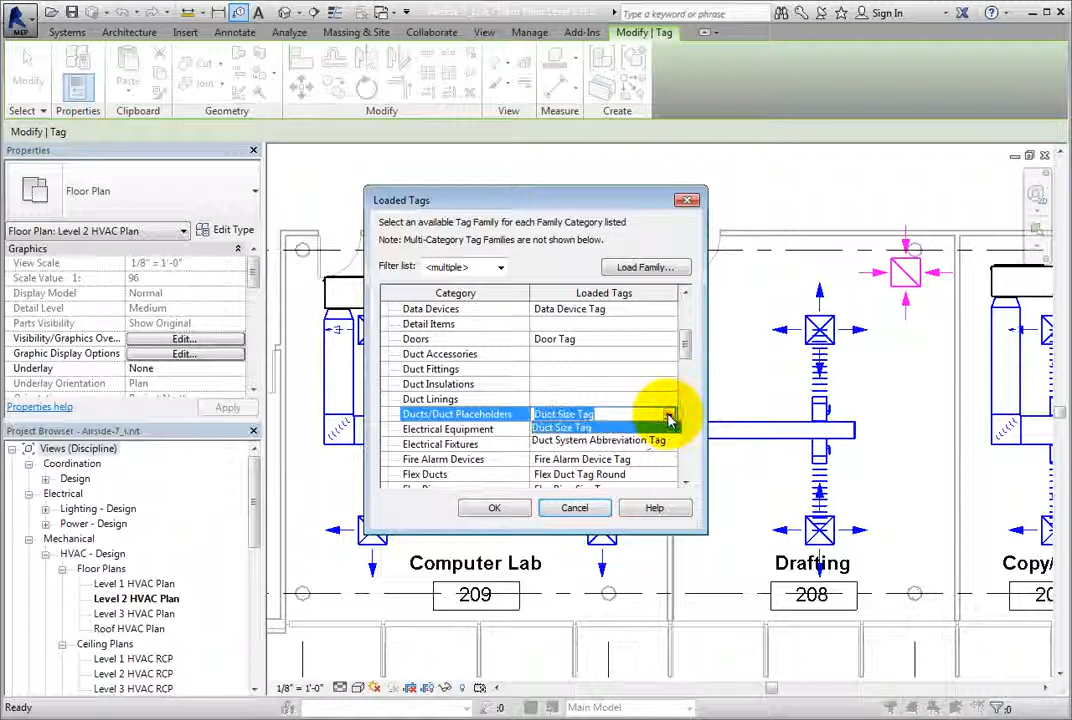 Type a keyword or phrase
Sign In
MEP
Systems Architecture Insert Annotate Analyze Massing & Site Collaborate View Manage Add-Ins Modify | Tag
Modify
Cut
Join
Paste
Select Properties Clipboard Geometry Modify View Measure Create
Modify | Tag
Properties
Floor Plan
Floor Plan: Level 2 HVAC Plan Edit Type
Graphics
View Scale 1/8" = 1'-0"
Scale Value 1: 96
Display Model Normal
Detail Level Medium
Parts Visibility Show Original
Visibility/Graphics Ove... Edit...
Graphic Display Options Edit...
Underlay None
Underlay Orientation Plan
Properties help Apply
Project Browser - Airside-7_i.rvt
Views (Discipline)
Coordination
Design
Electrical
Lighting - Design
Power - Design
Mechanical
HVAC - Design
Floor Plans
Level 1 HVAC Plan
Level 2 HVAC Plan
Level 3 HVAC Plan
Roof HVAC Plan
Ceiling Plans
Level 1 HVAC RCP
Level 2 HVAC RCP
Level 3 HVAC RCP
Loaded Tags
Select an available Tag Family for each Family Category listed
Note: Multi-Category Tag Families are not shown below.
Filter list: <multiple> Load Family...
Category Loaded Tags
Data Devices Data Device Tag
Detail Items
Doors Door Tag
Duct Accessories
Duct Fittings
Duct Insulations
Duct Linings
Ducts/Duct Placeholders Duct Size Tag
Duct Size Tag
Electrical Equipment
Duct System Abbreviation Tag
Electrical Fixtures
Fire Alarm Devices Fire Alarm Device Tag
Flex Ducts Flex Duct Tag Round
OK Cancel Help
Computer Lab
209
Drafting
208
Copy/
20
1/8" = 1'-0"
Ready
:0
Main Model
:0